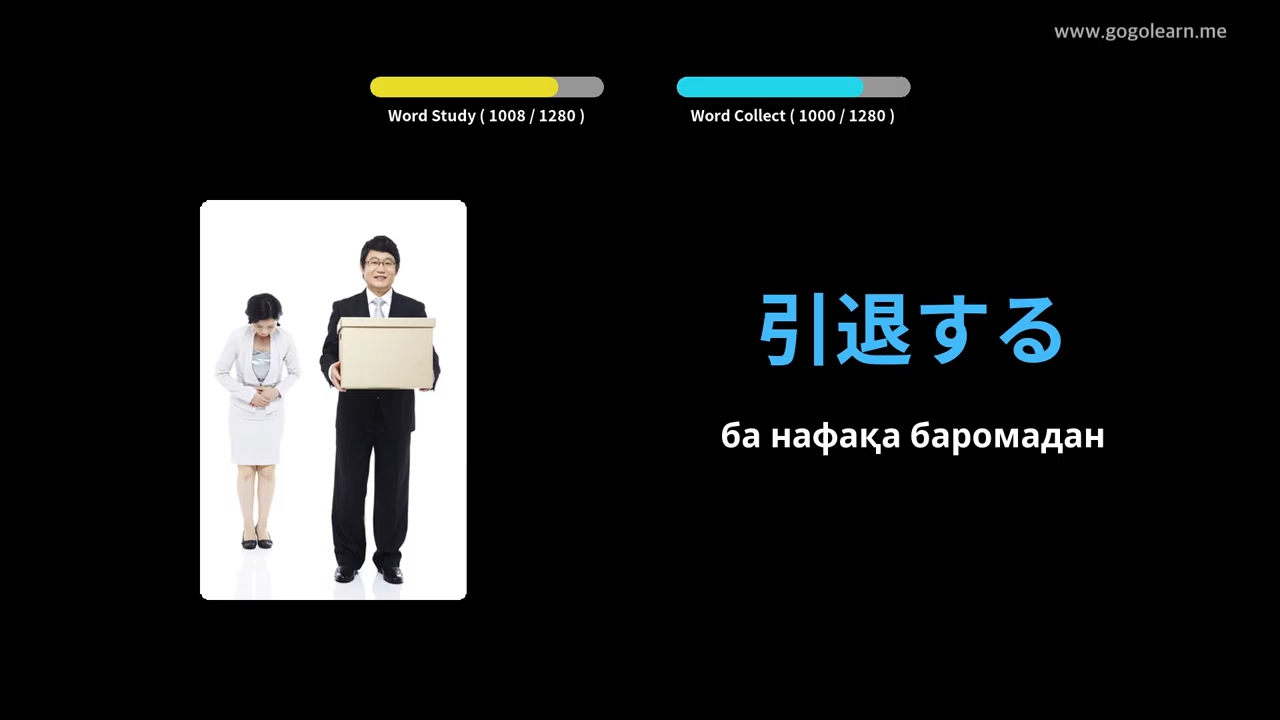 www.gogolearn.me
Word Study ( 1008 / 1280 )
Word Collect ( 1000 / 1280 )
引退する
ба нафақа баромадан